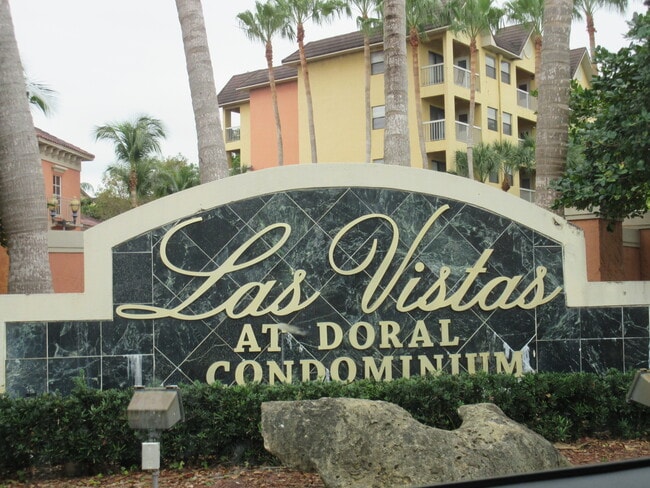 Las Vistas
AT DORAL
CONDOMINIUM